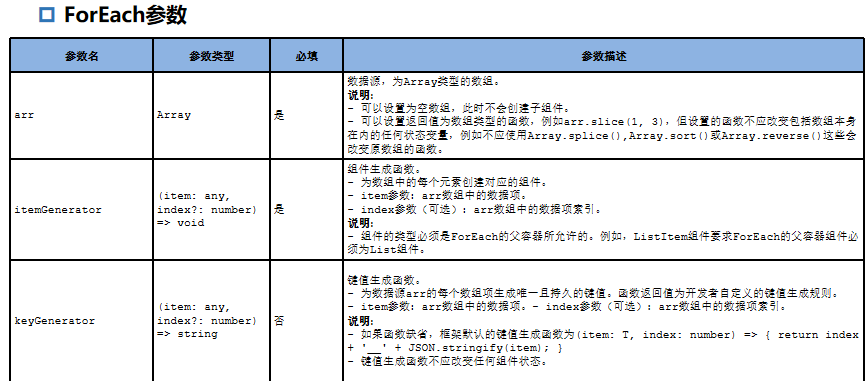 ForEach参数
参数名 参数类型 必填 参数描述
arr Array 是
数据源，为Array类型的数组。
说明：
- 可以设置为空数组，此时不会创建子组件。
- 可以设置返回值为数组类型的函数，例如arr.slice(1, 3)，但设置的函数不应改变包括数组本身
在内的任何状态变量，例如不应使用Array.splice(),Array.sort()或Array.reverse()这些会
改变原数组的函数。
itemGenerator
(item: any,
index?: number)
=> void
是
组件生成函数。
- 为数组中的每个元素创建对应的组件。
- item参数：arr数组中的数据项。
- index参数（可选）：arr数组中的数据项索引。
说明：
- 组件的类型必须是ForEach的父容器所允许的。例如，ListItem组件要求ForEach的父容器组件必
须为List组件。
keyGenerator
(item: any,
index?: number)
=> string
否
键值生成函数。
- 为数据源arr的每个数组项生成唯一且持久的键值。函数返回值为开发者自定义的键值生成规则。
- item参数：arr数组中的数据项。- index参数（可选）：arr数组中的数据项索引。
说明：
- 如果函数缺省，框架默认的键值生成函数为(item: T, index: number) => { return index
+ '__' + JSON.stringify(item); }
- 键值生成函数不应改变任何组件状态。